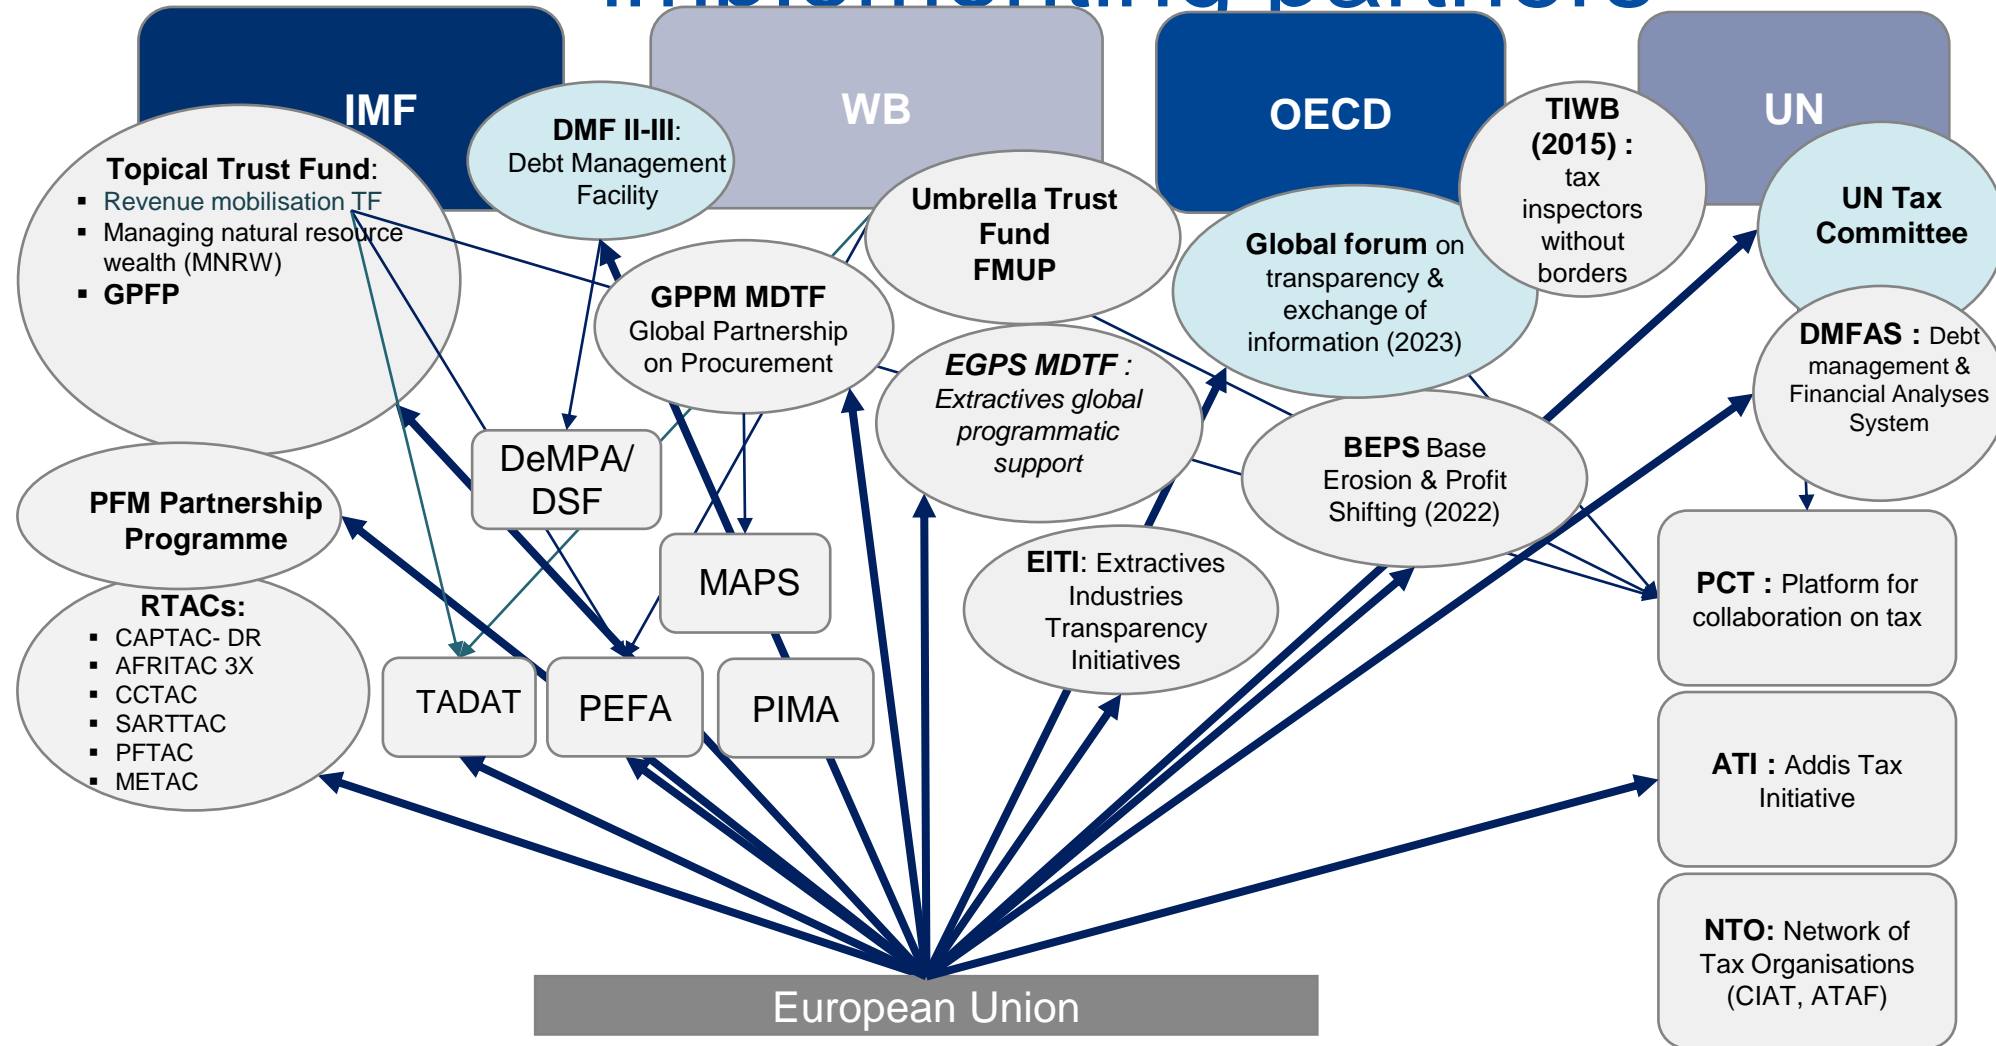 implementing partners
IMF
WB
OECD
UN
Topical Trust Fund:
▪ Revenue mobilisation TF
▪ Managing natural resource
wealth (MNRW)
▪ GPFP
DMF II-III:
Debt Management
Facility
Umbrella Trust
Fund
FMUP
TIWB
(2015) :
tax
inspectors
without
borders
UN Tax
Committee
Global forum on
transparency &
exchange of
information (2023)
GPPM MDTF
Global Partnership
on Procurement
EGPS MDTF :
Extractives global
programmatic
support
DMFAS : Debt
management &
Financial Analyses
System
BEPS Base
Erosion & Profit
Shifting (2022)
DeMPA/
DSF
PFM Partnership
Programme
MAPS
EITI: Extractives
Industries
Transparency
Initiatives
PCT : Platform for
collaboration on tax
RTACs:
▪ CAPTAC- DR
▪ AFRITAC 3X
▪ CCTAC
▪ SARTTAC
▪ PFTAC
▪ METAC
TADAT
PEFA
PIMA
ATI : Addis Tax
Initiative
NTO: Network of
Tax Organisations
(CIAT, ATAF)
European Union